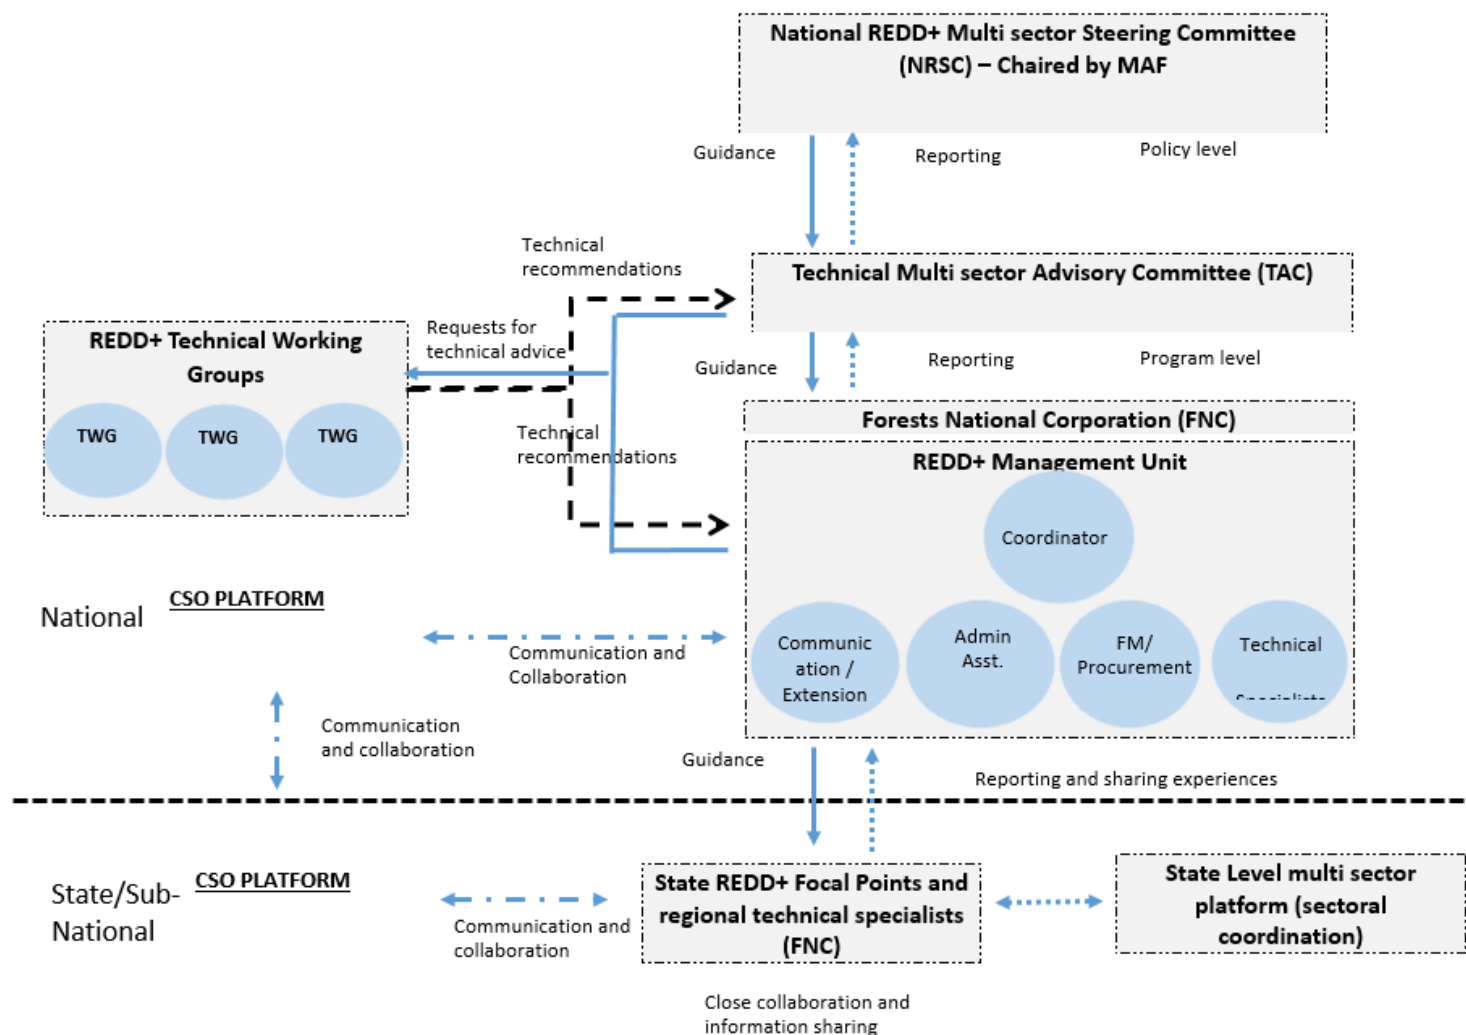 National REDD+ Multi sector Steering Committee
(NRSC) – Chaired by MAF
Guidance
Reporting
Policy level
Technical
recommendations
Technical Multi sector Advisory Committee (TAC)
REDD+ Technical Working
Groups
Requests for
technical advice
Guidance
Reporting
Program level
TWG
TWG
TWG
Technical
recommendations
Forests National Corporation (FNC)
REDD+ Management Unit
Coordinator
National
CSO PLATFORM
Communication and
Collaboration
Communic
ation /
Extension
Admin
Asst.
FM/
Procurement
Technical
Specialists
Communication
and collaboration
Guidance
Reporting and sharing experiences
State/Sub-
National
CSO PLATFORM
Communication and
collaboration
State REDD+ Focal Points and
regional technical specialists
(FNC)
State Level multi sector
platform (sectoral
coordination)
Close collaboration and
information sharing